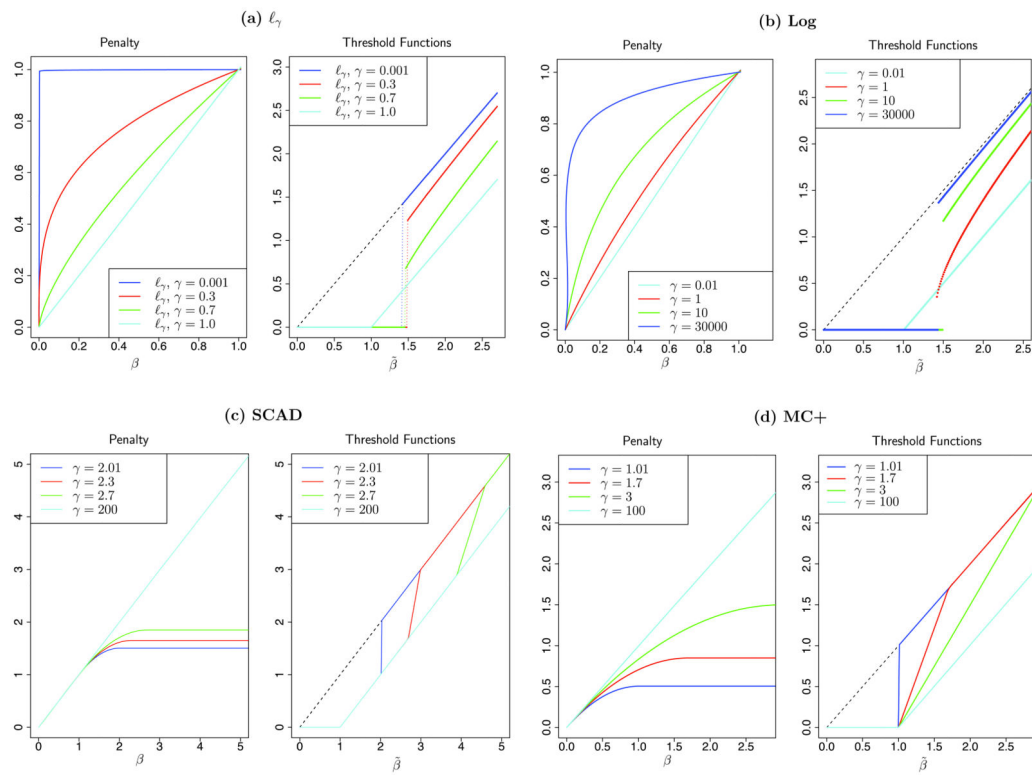 (a) ℓγ
Penalty
Threshold Functions
1.0
0.8
0.6
0.4
0.2
0.0
ℓγ, γ = 0.001
ℓγ, γ = 0.3
ℓγ, γ = 0.7
ℓγ, γ = 1.0
0.0 0.2 0.4 0.6 0.8 1.0
β
3.0
2.5
2.0
1.5
1.0
0.5
0.0
ℓγ, γ = 0.001
ℓγ, γ = 0.3
ℓγ, γ = 0.7
ℓγ, γ = 1.0
0.0 0.5 1.0 1.5 2.0 2.5
β̃
(b) Log
Penalty
Threshold Functions
1.0
0.8
0.6
0.4
0.2
0.0
γ = 0.01
γ = 1
γ = 10
γ = 30000
0.0 0.2 0.4 0.6 0.8 1.0
β
2.5
2.0
1.5
1.0
0.5
0.0
γ = 0.01
γ = 1
γ = 10
γ = 30000
0.0 0.5 1.0 1.5 2.0 2.5
β̃
(c) SCAD
Penalty
Threshold Functions
5
4
3
2
1
0
γ = 2.01
γ = 2.3
γ = 2.7
γ = 200
0 1 2 3 4 5
β
5
4
3
2
1
0
γ = 2.01
γ = 2.3
γ = 2.7
γ = 200
0 1 2 3 4 5
β̃
(d) MC+
Penalty
Threshold Functions
3.0
2.5
2.0
1.5
1.0
0.5
0.0
γ = 1.01
γ = 1.7
γ = 3
γ = 100
0.0 0.5 1.0 1.5 2.0 2.5
β
3.0
2.5
2.0
1.5
1.0
0.5
0.0
γ = 1.01
γ = 1.7
γ = 3
γ = 100
0.0 0.5 1.0 1.5 2.0 2.5
β̃